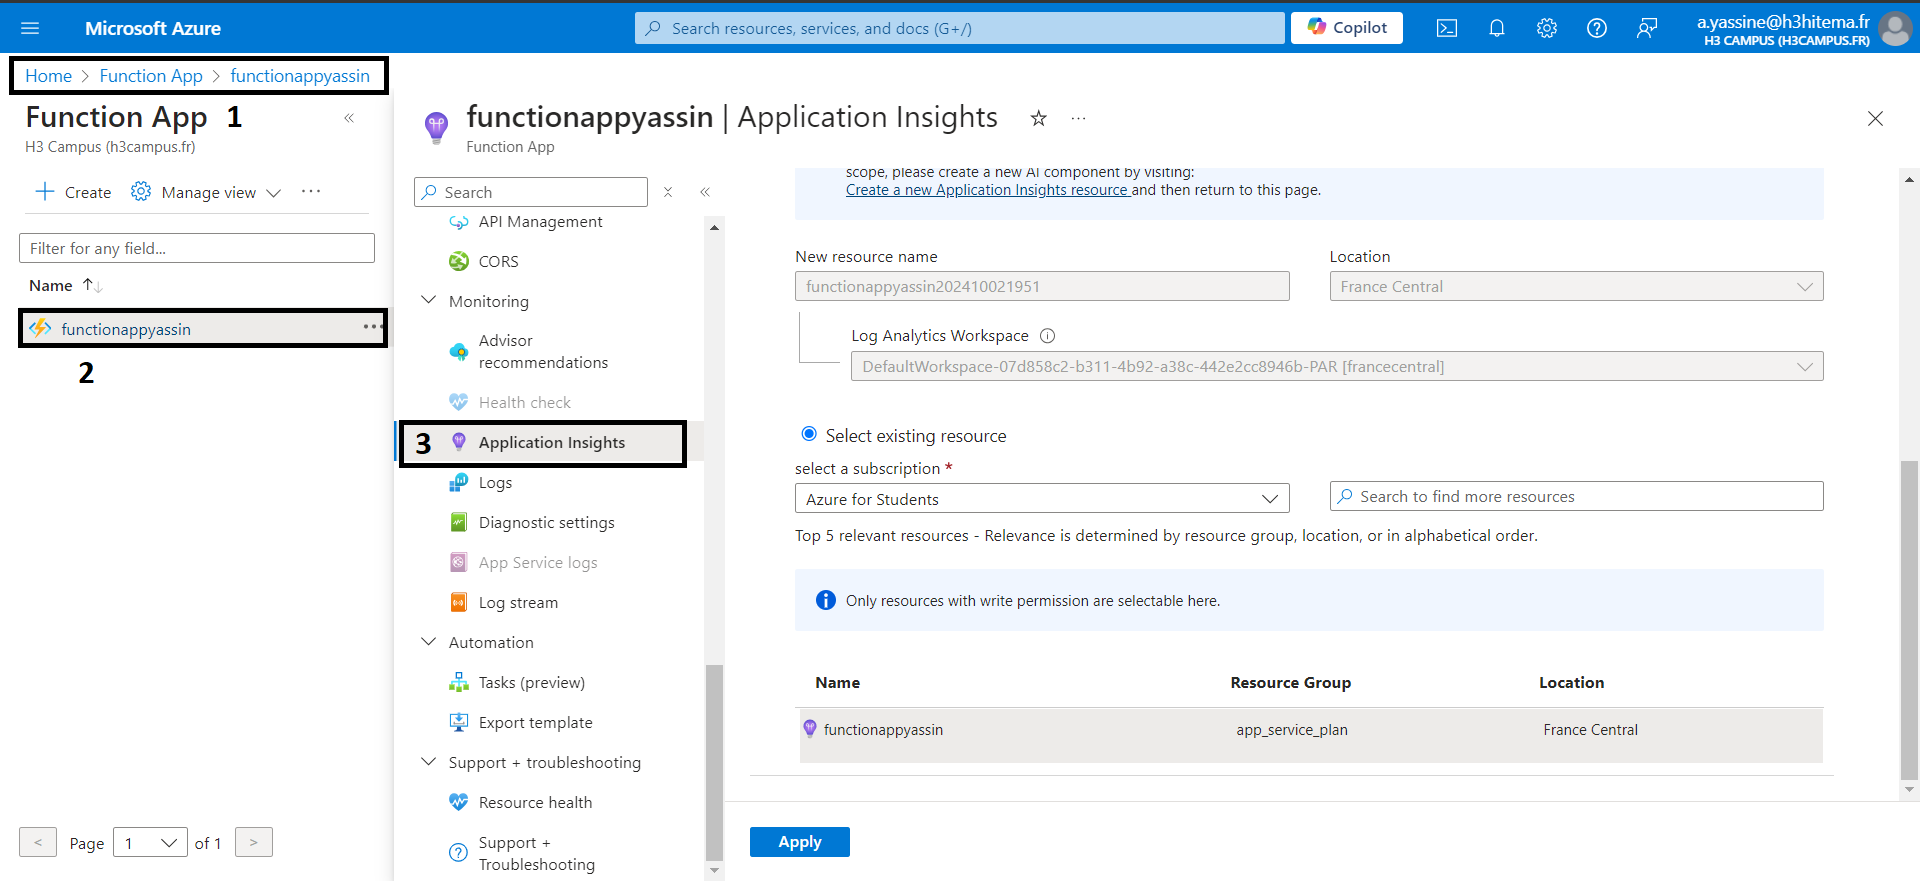 Microsoft Azure
Search resources, services, and docs (G+/)
Copilot
a.yassine@h3hitema.fr
H3 CAMPUS (H3CAMPUS.FR)
Home > Function App > functionappyassin
Function App 1
H3 Campus (h3campus.fr)
Create Manage view ...
Filter for any field...
Name
functionappyassin ...
2
< Page 1 of 1 >
functionappyassin | Application Insights ...
Function App
Search
API Management
CORS
Monitoring
Advisor
recommendations
Health check
3 Application Insights
Logs
Diagnostic settings
App Service logs
Log stream
Automation
Tasks (preview)
Export template
Support + troubleshooting
Resource health
Support +
Troubleshooting
scope, please create a new AI component by visiting:
Create a new Application Insights resource and then return to this page.
New resource name Location
functionappyassin202410021951 France Central
Log Analytics Workspace
DefaultWorkspace-07d858c2-b311-4b92-a38c-442e2cc8946b-PAR [francecentral]
Select existing resource
select a subscription *
Azure for Students Search to find more resources
Top 5 relevant resources - Relevance is determined by resource group, location, or in alphabetical order.
Only resources with write permission are selectable here.
Name Resource Group Location
functionappyassin app_service_plan France Central
Apply